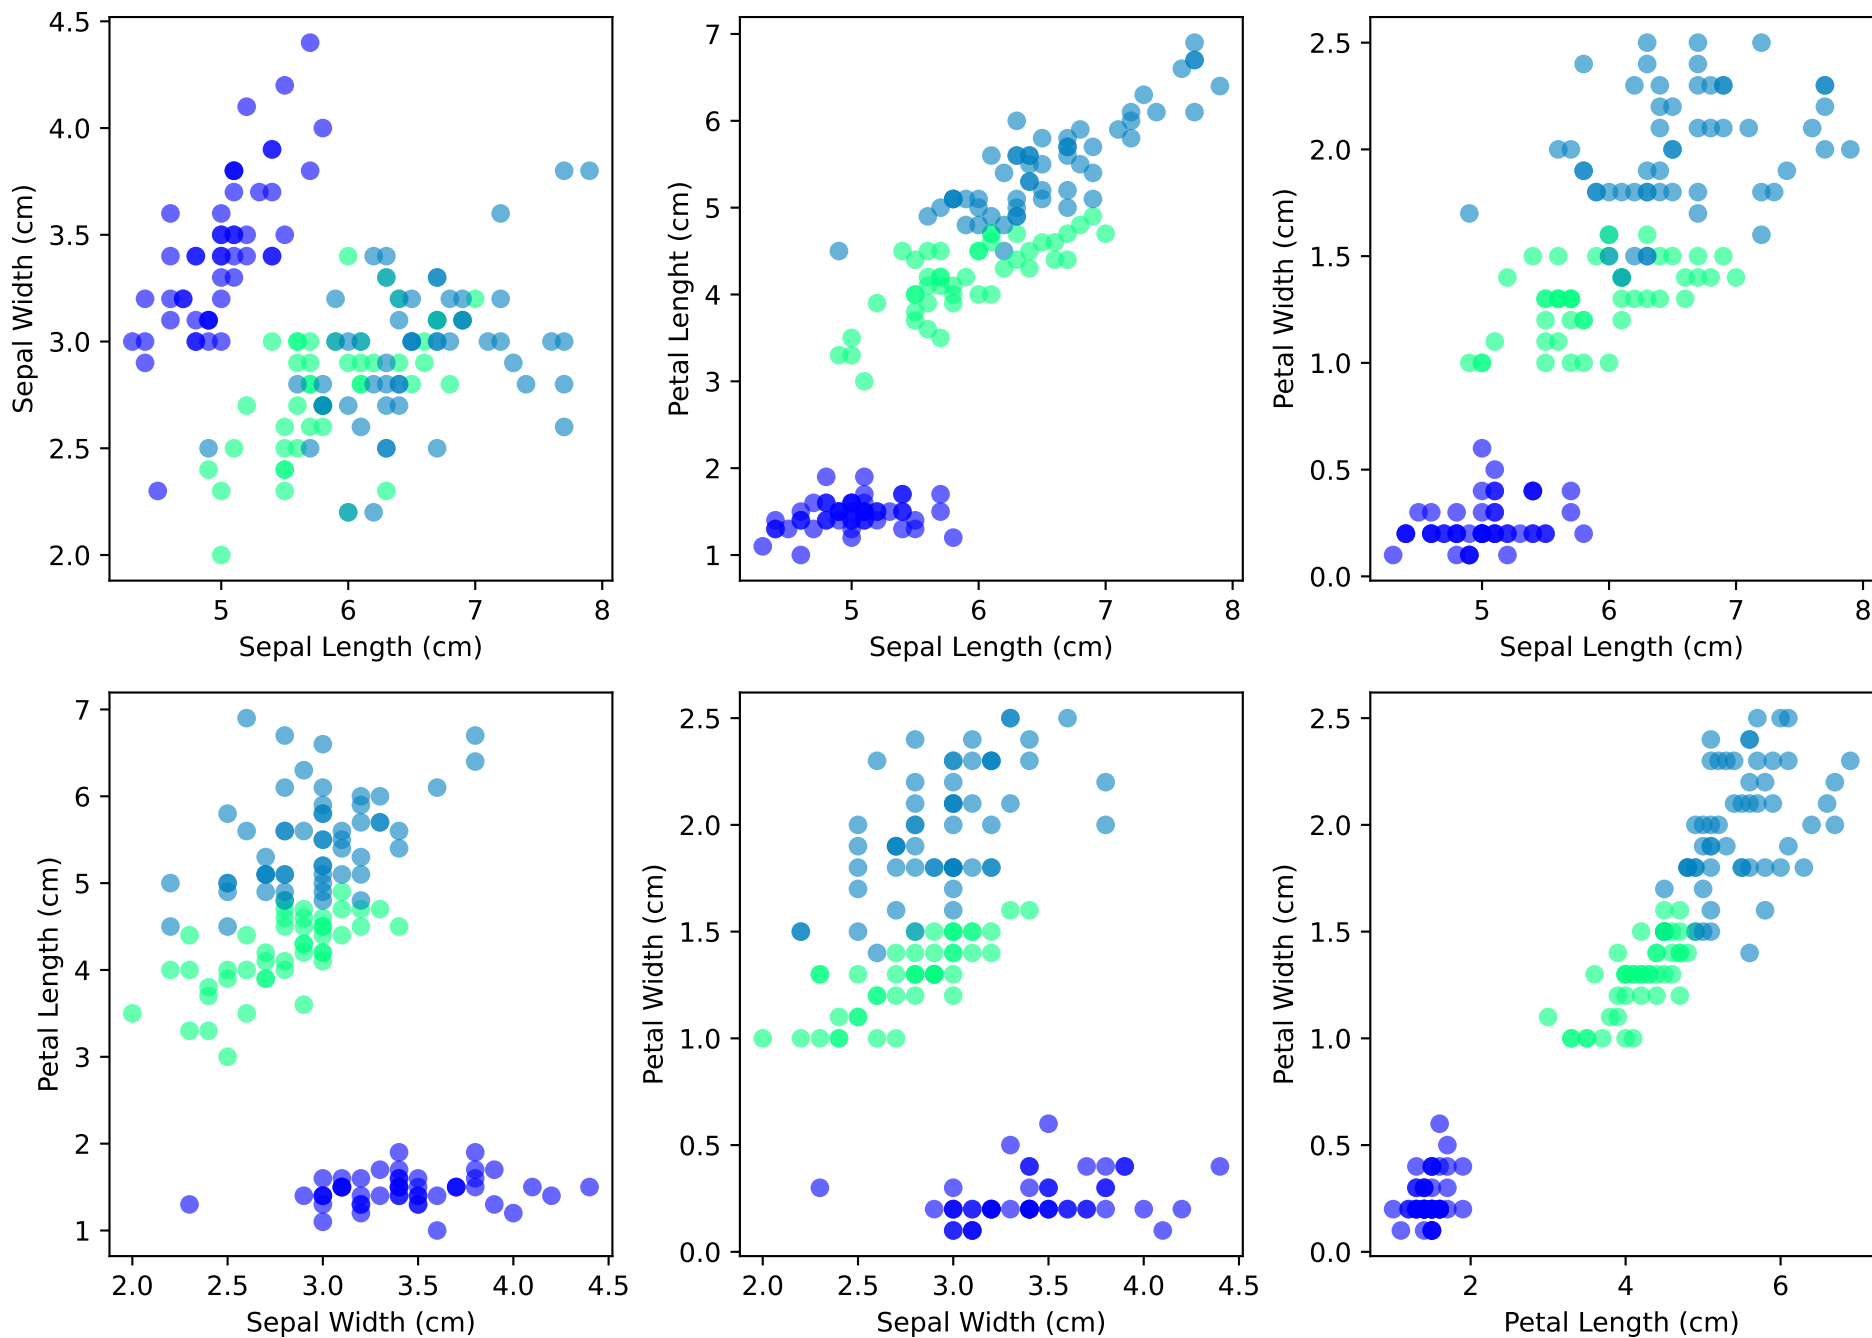 4.5
4.0
3.5
3.0
2.5
2.0
Sepal Width (cm)
5 6 7 8
Sepal Length (cm)
7
6
5
4
3
2
1
Petal Lenght (cm)
5 6 7 8
Sepal Length (cm)
2.5
2.0
1.5
1.0
0.5
0.0
Petal Width (cm)
5 6 7 8
Sepal Length (cm)
7
6
5
4
3
2
1
Petal Length (cm)
2.0 2.5 3.0 3.5 4.0 4.5
Sepal Width (cm)
2.5
2.0
1.5
1.0
0.5
0.0
Petal Width (cm)
2.0 2.5 3.0 3.5 4.0 4.5
Sepal Width (cm)
2.5
2.0
1.5
1.0
0.5
0.0
Petal Width (cm)
2 4 6
Petal Length (cm)